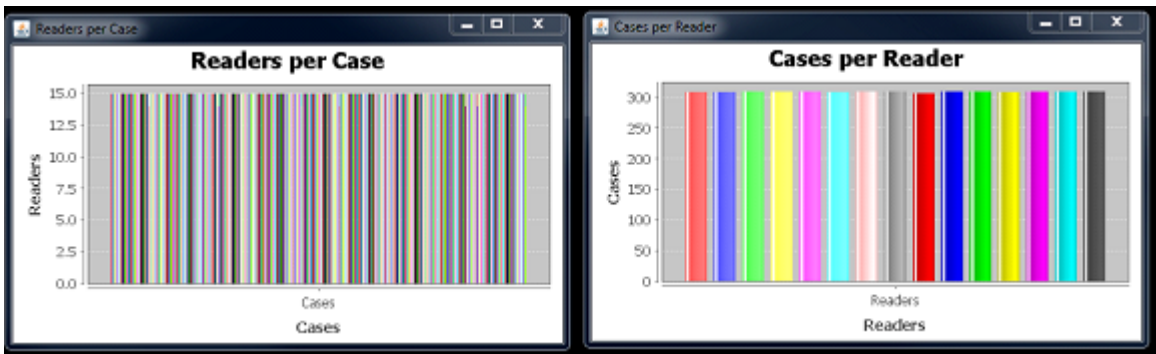 Readers per Case
Readers per Case
15.0
12.5
10.0
7.5
5.0
2.5
0.0
Readers
Cases
Cases
Cases per Reader
Cases per Reader
300
250
200
150
100
50
0
Cases
Readers
Readers